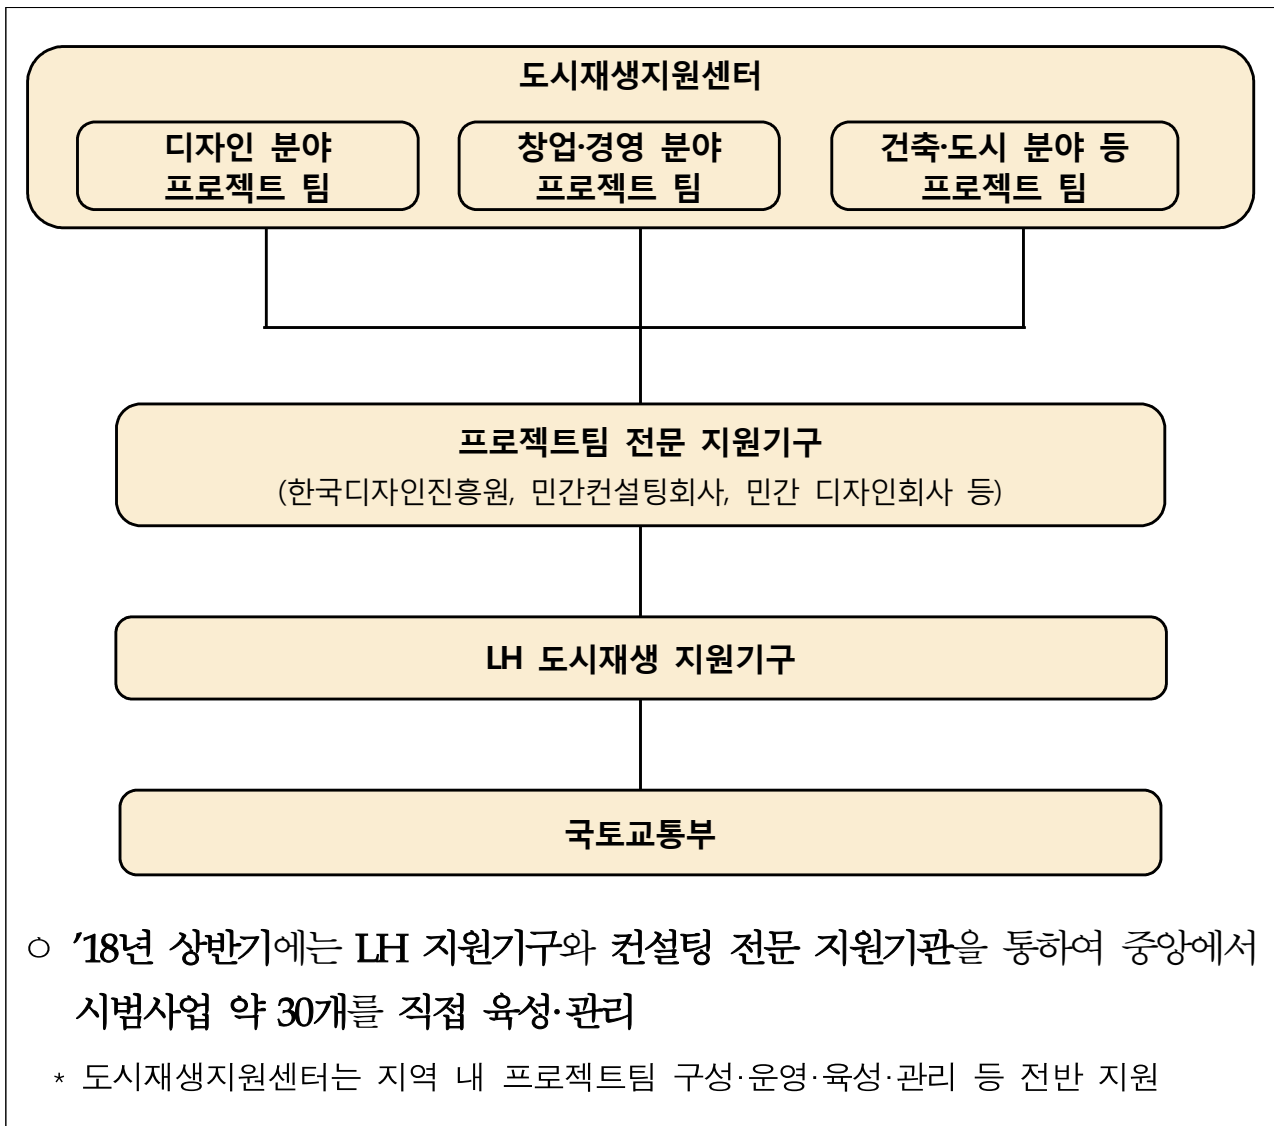 도시재생지원센터
디자인 분야
프로젝트 팀
창업·경영 분야
프로젝트 팀
건축·도시 분야 등
프로젝트 팀
프로젝트팀 전문 지원기구
(한국디자인진흥원, 민간컨설팅회사, 민간 디자인회사 등)
LH 도시재생 지원기구
국토교통부
○ '18년 상반기에는 LH 지원기구와 컨설팅 전문 지원기관을 통하여 중앙에서
시범사업 약 30개를 직접 육성·관리
* 도시재생지원센터는 지역 내 프로젝트팀 구성·운영·육성·관리 등 전반 지원